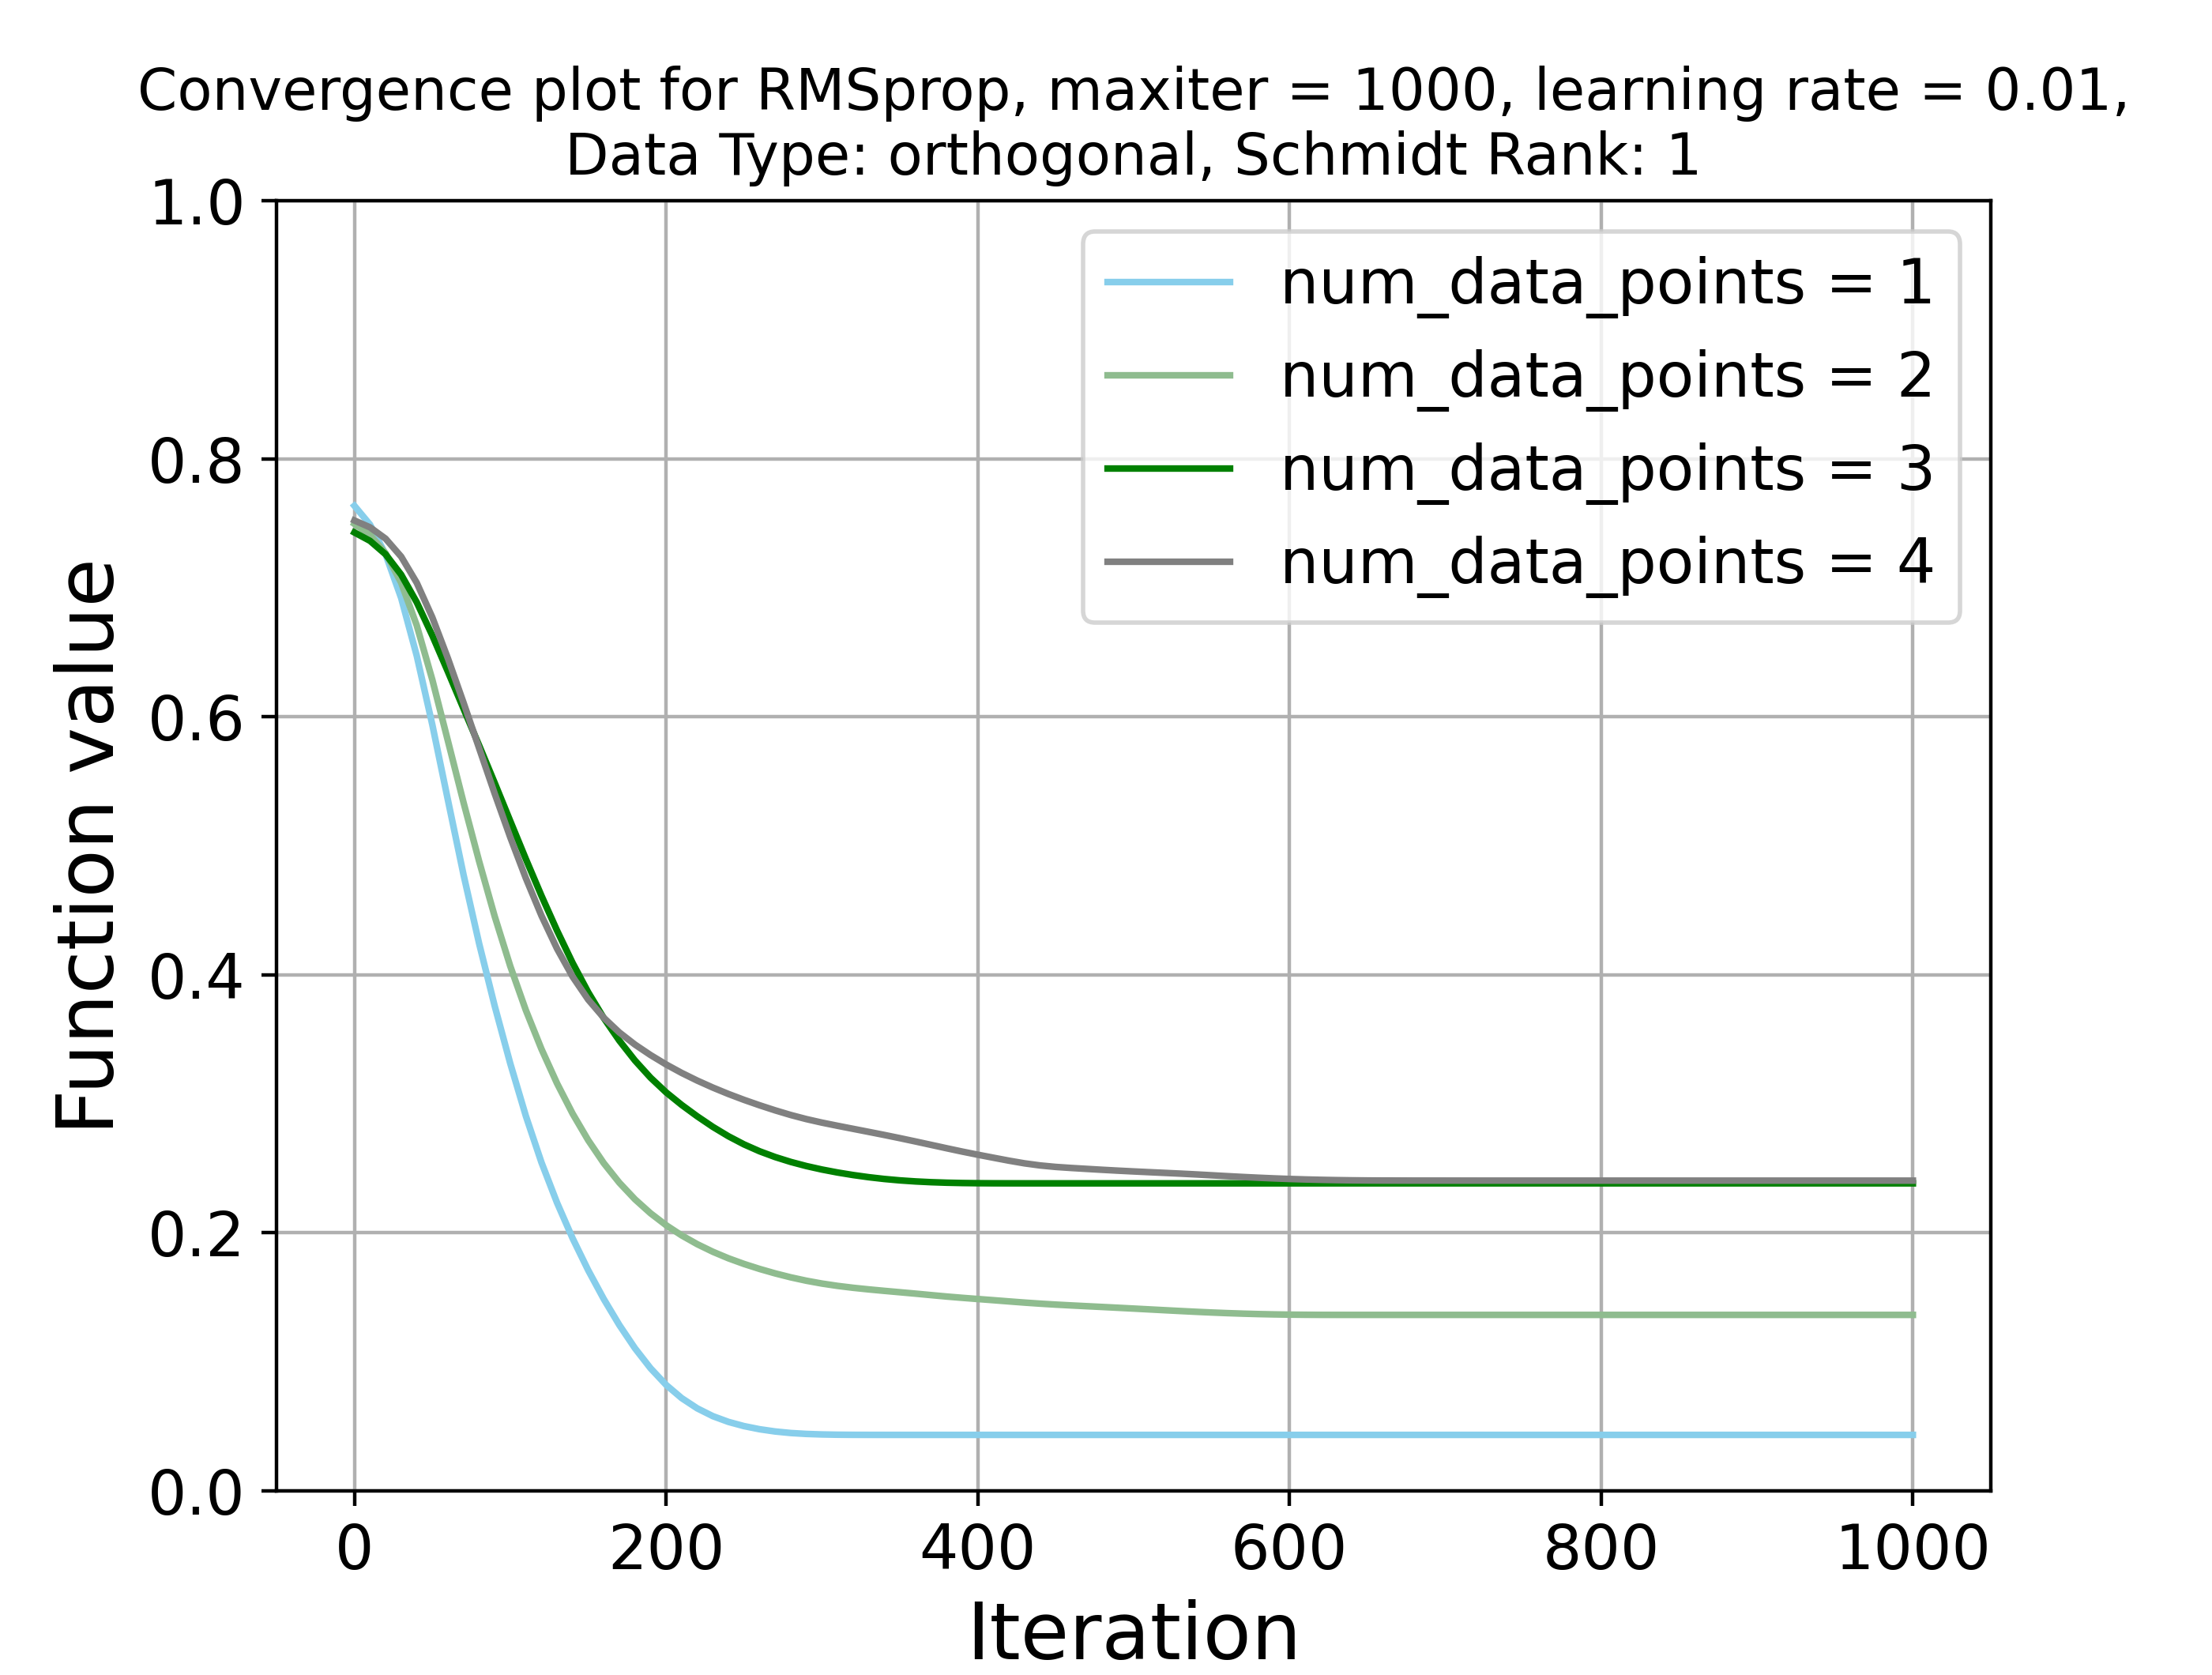 Convergence plot for RMSprop, maxiter = 1000, learning rate = 0.01,
Data Type: orthogonal, Schmidt Rank: 1
1.0
0.8
0.6
0.4
0.2
0.0
Function value
num_data_points = 1
num_data_points = 2
num_data_points = 3
num_data_points = 4
0 200 400 600 800 1000
Iteration